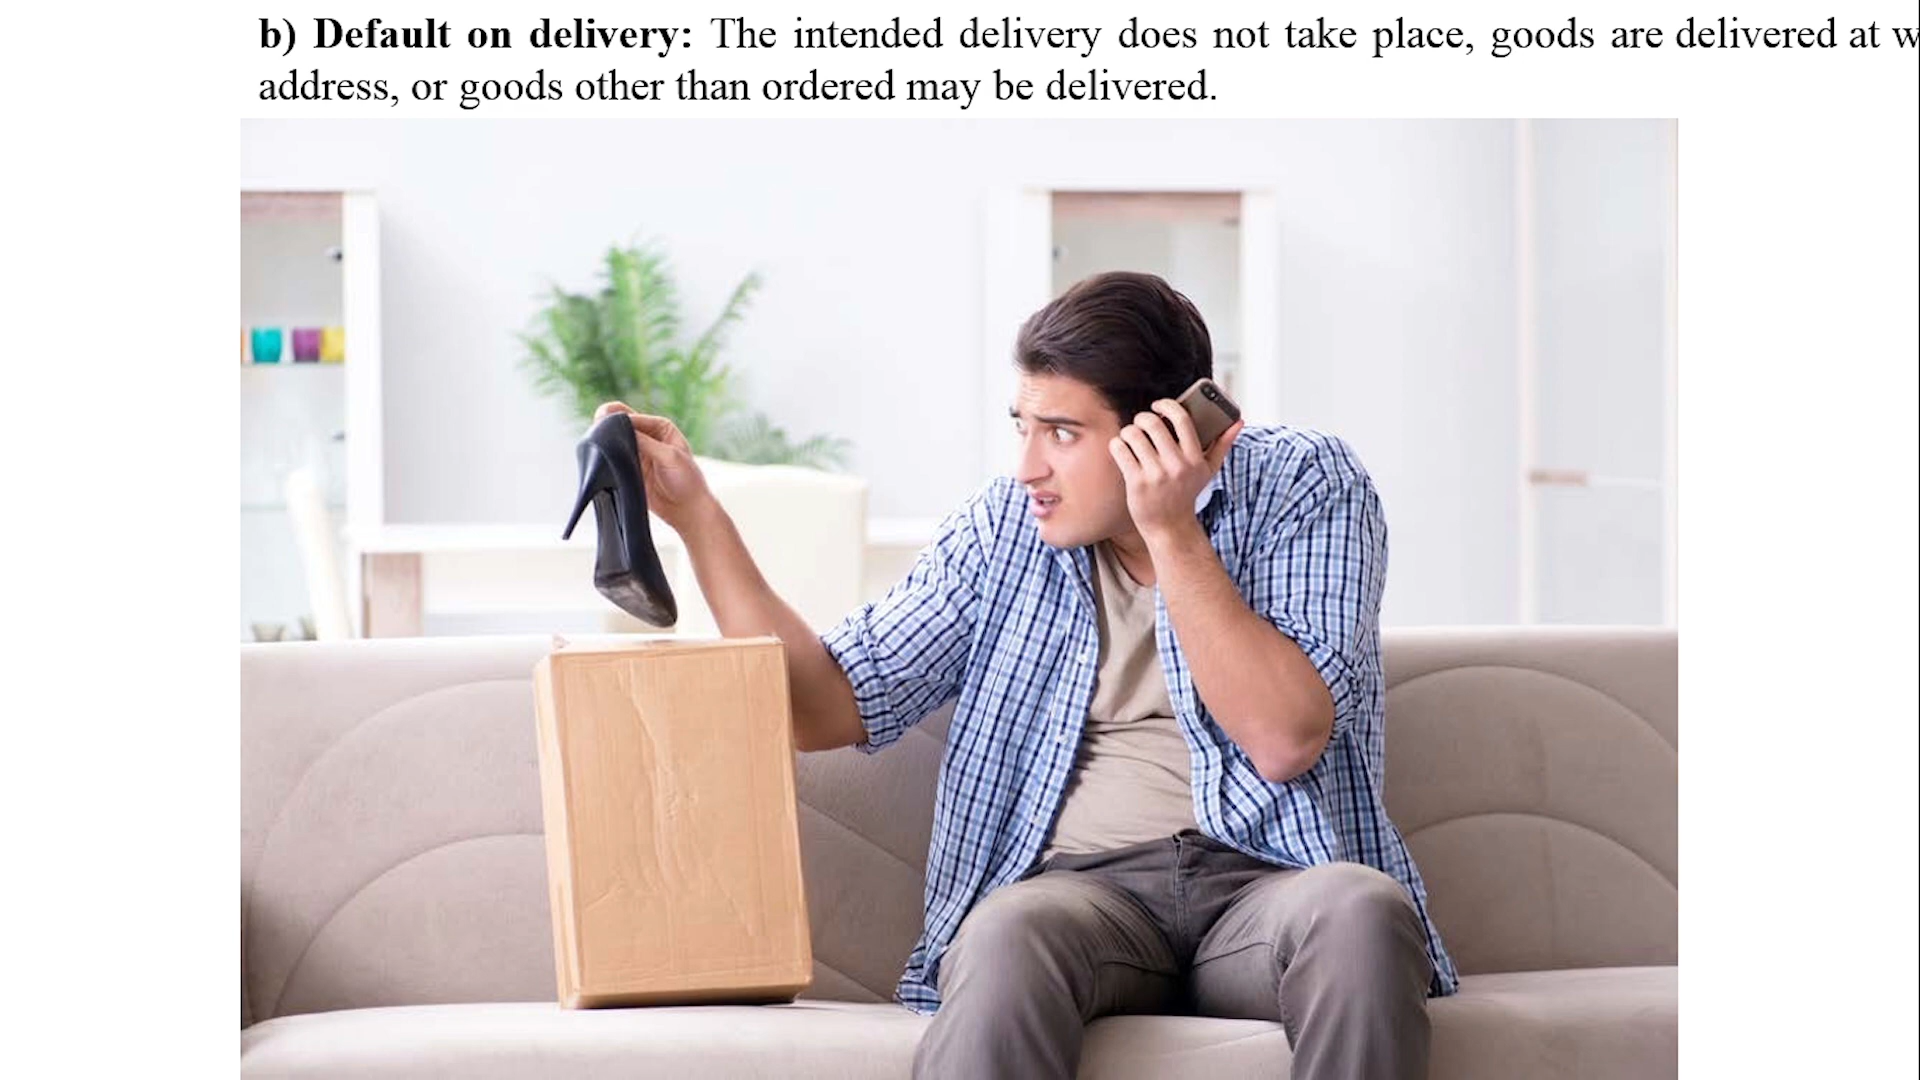 b) Default on delivery: The intended delivery does not take place, goods are delivered at
address, or goods other than ordered may be delivered.